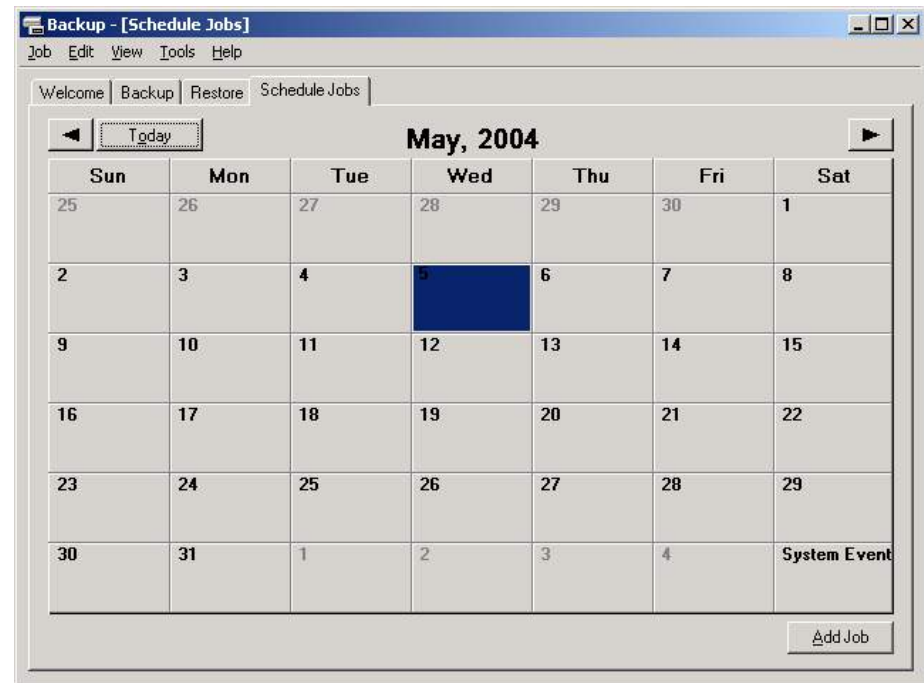 Backup - [Schedule Jobs]
Job Edit View Tools Help
Welcome Backup Restore Schedule Jobs
Today May, 2004
Sun Mon Tue Wed Thu Fri Sat
25 26 27 28 29 30 1
2 3 4 5 6 7 8
9 10 11 12 13 14 15
16 17 18 19 20 21 22
23 24 25 26 27 28 29
30 31 1 2 3 4 System Event
Add Job